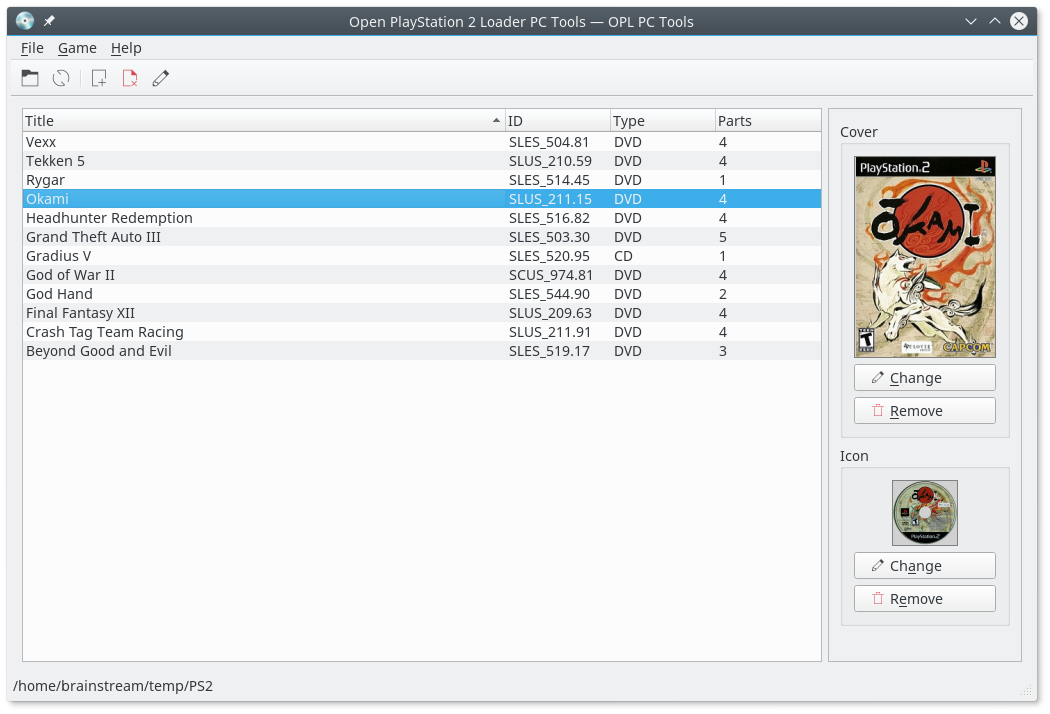 Open PlayStation 2 Loader PC Tools — OPL PC Tools
File Game Help
Title ID Type Parts
Vexx SLES_504.81 DVD 4
Tekken 5 SLUS_210.59 DVD 4
Rygar SLES_514.45 DVD 1
Okami SLUS_211.15 DVD 4
Headhunter Redemption SLES_516.82 DVD 4
Grand Theft Auto III SLES_503.30 DVD 5
Gradius V SLES_520.95 CD 1
God of War II SCUS_974.81 DVD 4
God Hand SLES_544.90 DVD 2
Final Fantasy XII SLUS_209.63 DVD 4
Crash Tag Team Racing SLUS_211.91 DVD 4
Beyond Good and Evil SLES_519.17 DVD 3
Cover
PlayStation.2
ŌKAMI
T
CLOVER
CAPCOM
Change
Remove
Icon
ŌKAMI
PlayStation.2
Change
Remove
/home/brainstream/temp/PS2